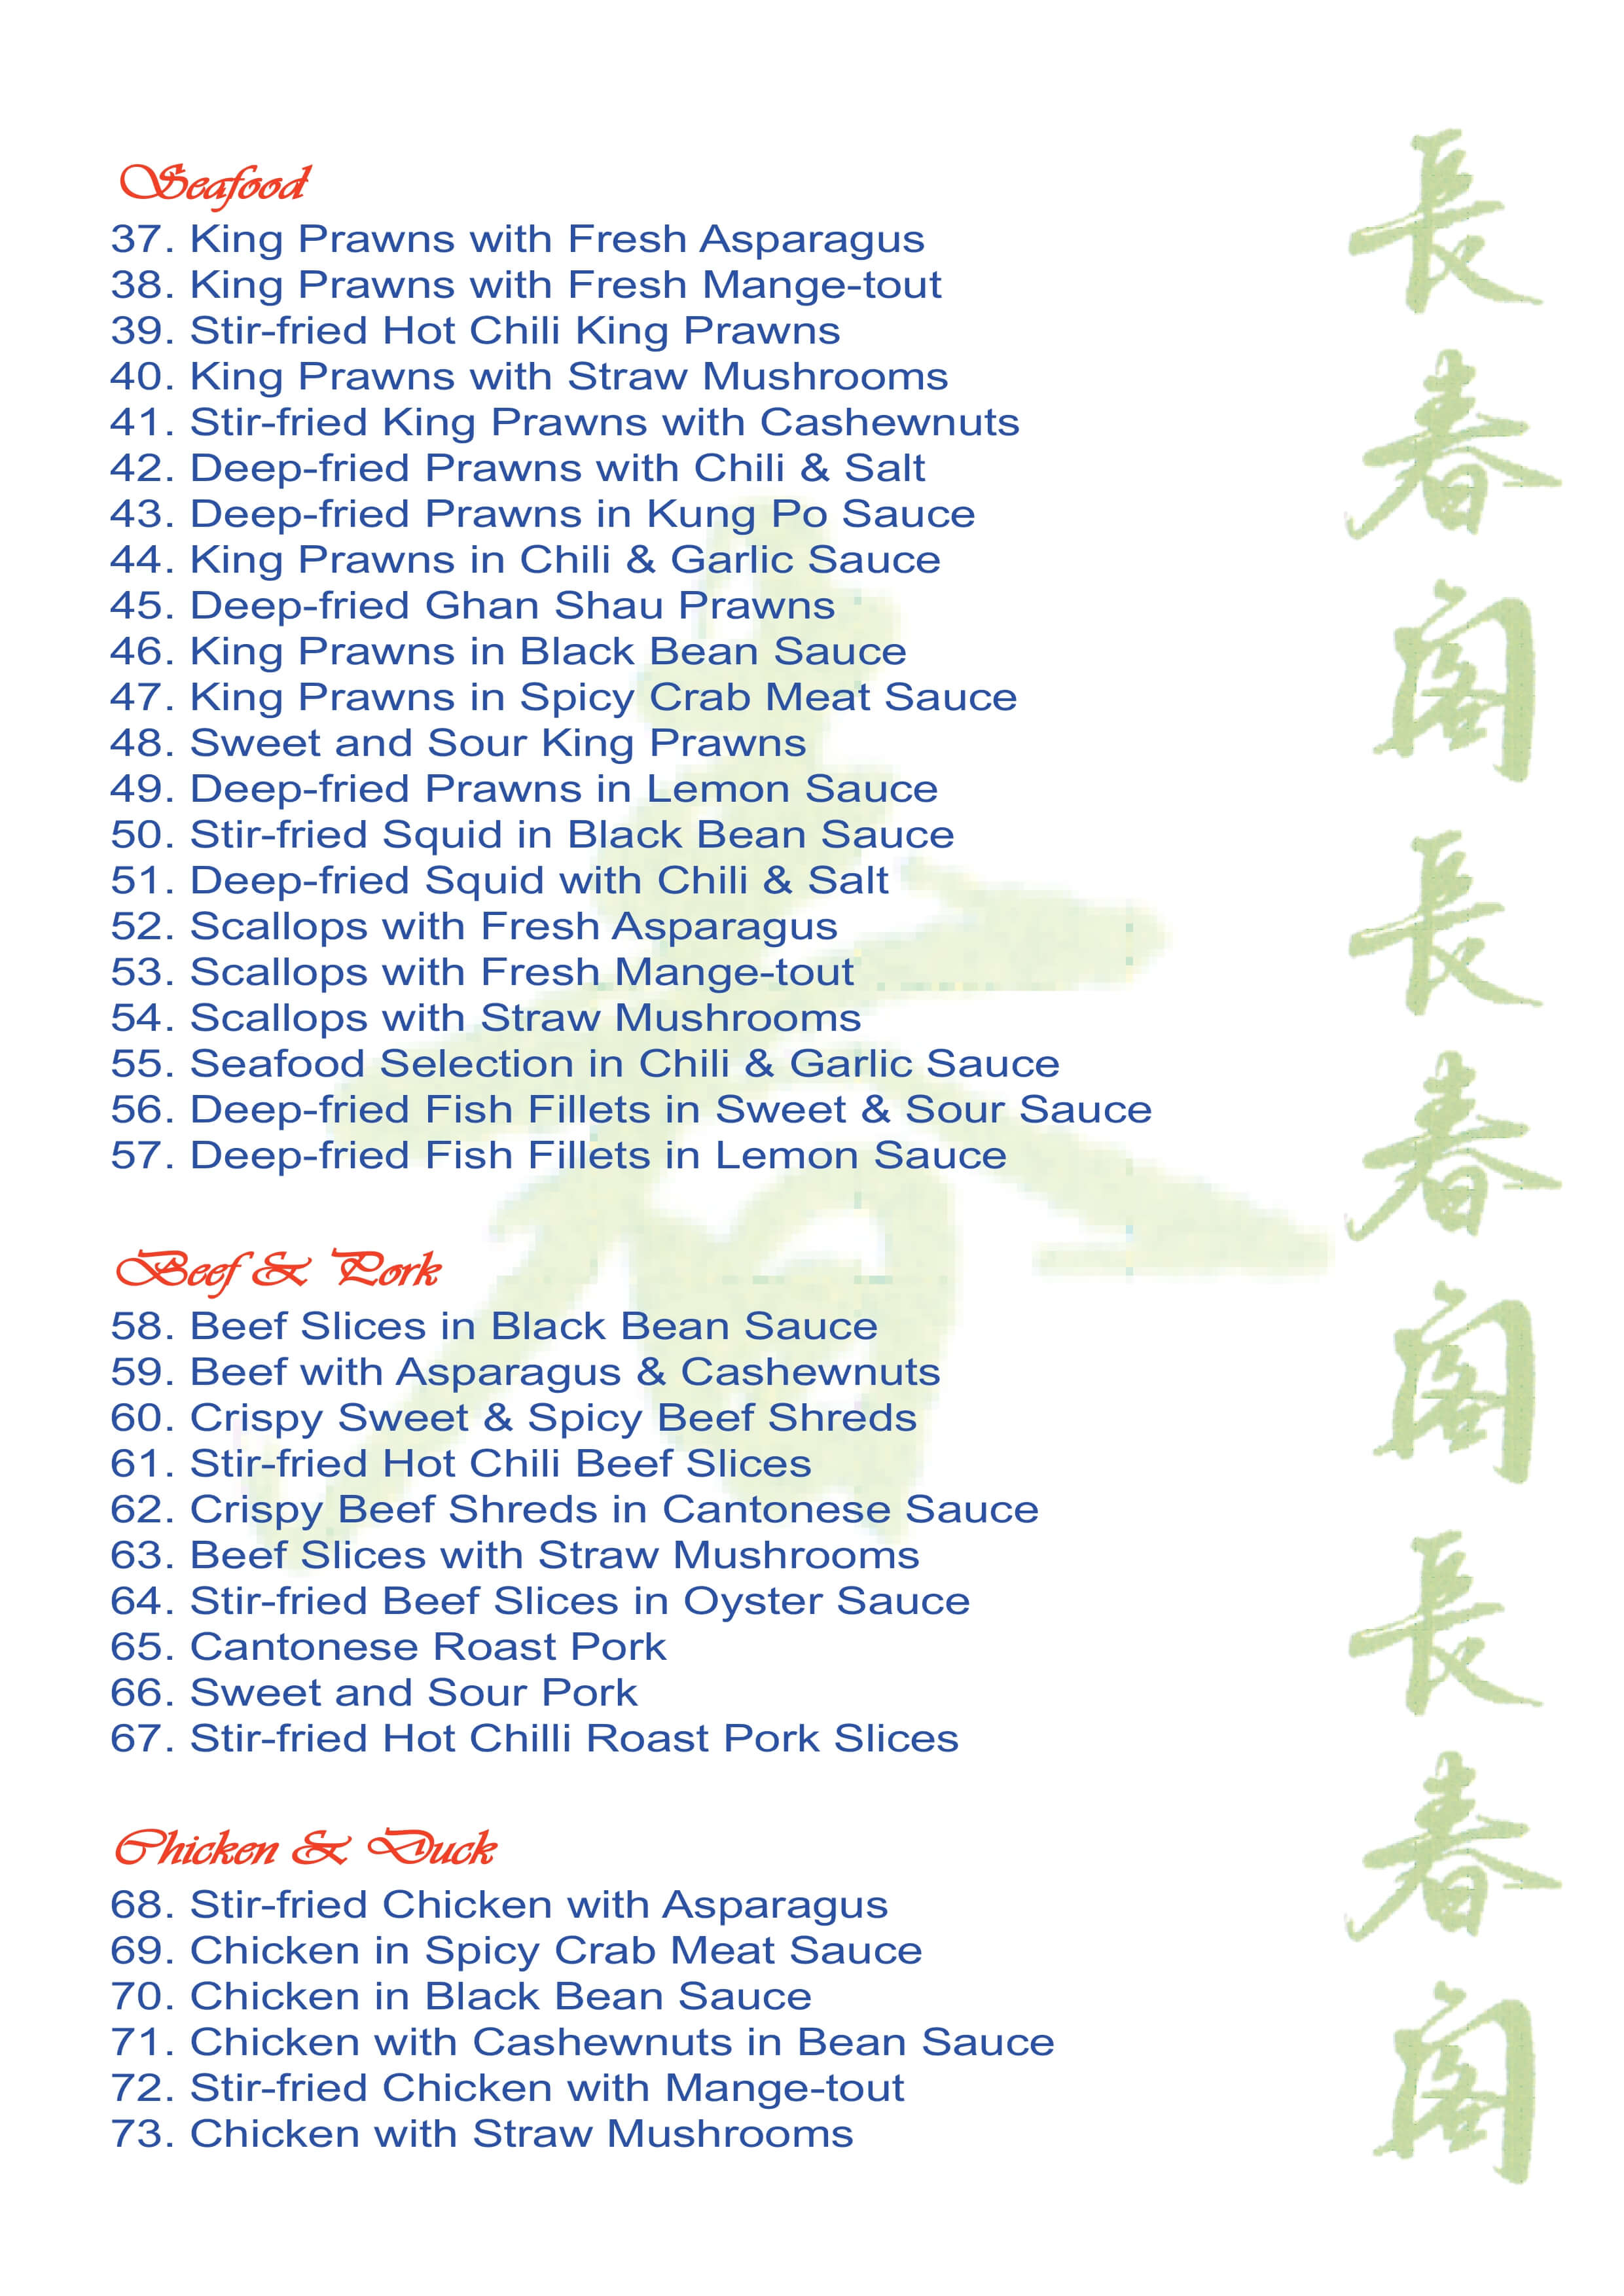 Seafood
37. King Prawns with Fresh Asparagus
38. King Prawns with Fresh Mange-tout
39. Stir-fried Hot Chili King Prawns
40. King Prawns with Straw Mushrooms
41. Stir-fried King Prawns with Cashewnuts
42. Deep-fried Prawns with Chili & Salt
43. Deep-fried Prawns in Kung Po Sauce
44. King Prawns in Chili & Garlic Sauce
45. Deep-fried Ghan Shau Prawns
46. King Prawns in Black Bean Sauce
47. King Prawns in Spicy Crab Meat Sauce
48. Sweet and Sour King Prawns
49. Deep-fried Prawns in Lemon Sauce
50. Stir-fried Squid in Black Bean Sauce
51. Deep-fried Squid with Chili & Salt
52. Scallops with Fresh Asparagus
53. Scallops with Fresh Mange-tout
54. Scallops with Straw Mushrooms
55. Seafood Selection in Chili & Garlic Sauce
56. Deep-fried Fish Fillets in Sweet & Sour Sauce
57. Deep-fried Fish Fillets in Lemon Sauce
Beef & Pork
58. Beef Slices in Black Bean Sauce
59. Beef with Asparagus & Cashewnuts
60. Crispy Sweet & Spicy Beef Shreds
61. Stir-fried Hot Chili Beef Slices
62. Crispy Beef Shreds in Cantonese Sauce
63. Beef Slices with Straw Mushrooms
64. Stir-fried Beef Slices in Oyster Sauce
65. Cantonese Roast Pork
66. Sweet and Sour Pork
67. Stir-fried Hot Chilli Roast Pork Slices
Chicken & Duck
68. Stir-fried Chicken with Asparagus
69. Chicken in Spicy Crab Meat Sauce
70. Chicken in Black Bean Sauce
71. Chicken with Cashewnuts in Bean Sauce
72. Stir-fried Chicken with Mange-tout
73. Chicken with Straw Mushrooms
長春閣長春閣長春閣
春